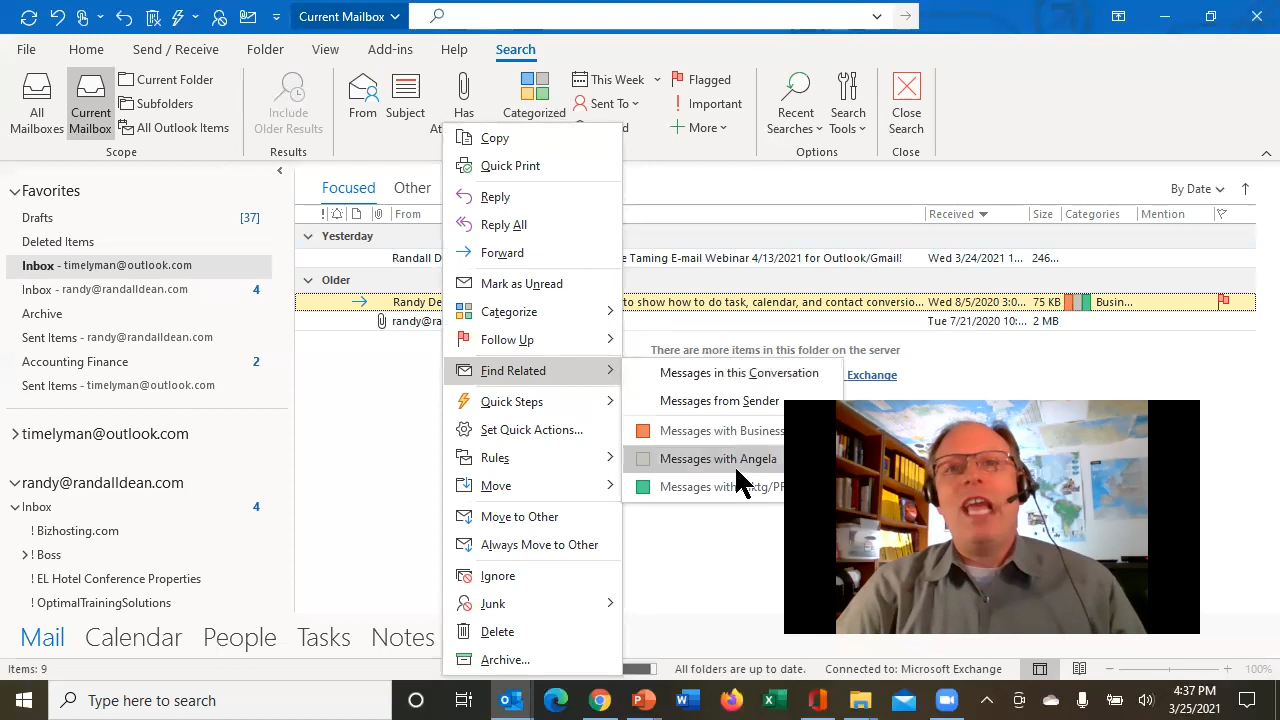 Current Mailbox
File Home Send / Receive Folder View Add-ins Help Search
All Mailboxes
Current Mailbox
Current Folder
Subfolders
All Outlook Items
Scope
Include Older Results
Results
From
Subject
Has
Categorized
This Week
Sent To
Flagged
Important
More
Recent Searches
Search Tools
Options
Close Search
Close
Favorites
Drafts [37]
Deleted Items
Inbox - timelyman@outlook.com
Inbox - randy@randalldean.com 4
Archive
Sent Items - randy@randalldean.com
Accounting Finance 2
Sent Items - timelyman@outlook.com
timelyman@outlook.com
randy@randalldean.com
Inbox 4
! Bizhosting.com
! Boss
! EL Hotel Conference Properties
! OptimalTrainingSolutions
Mail Calendar People Tasks Notes
Focused Other By Date
! From Received Size Categories Mention
Yesterday
Randall D e Taming E-mail Webinar 4/13/2021 for Outlook/Gmail! Wed 3/24/2021 1... 246...
Older
Randy De to show how to do task, calendar, and contact conversio... Wed 8/5/2020 3:0... 75 KB Busin...
randy@ra Tue 7/21/2020 10:... 2 MB
There are more items in this folder on the server
Exchange
Copy
Quick Print
Reply
Reply All
Forward
Mark as Unread
Categorize
Follow Up
Find Related
Quick Steps
Set Quick Actions...
Rules
Move
Move to Other
Always Move to Other
Ignore
Junk
Delete
Archive...
Messages in this Conversation
Messages from Sender
Messages with Business
Messages with Angela
Messages with
Items: 9 All folders are up to date. Connected to: Microsoft Exchange 100%
Type here to search
4:37 PM
3/25/2021